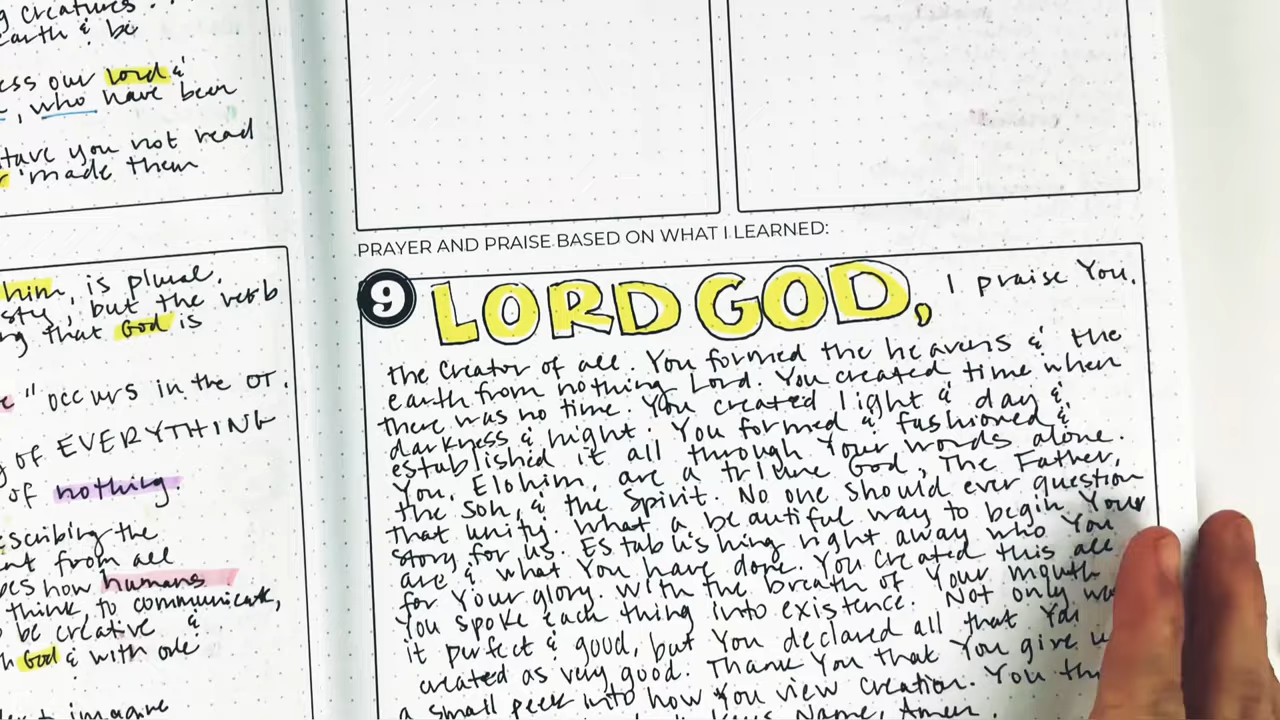 g creatures.
earth & be
ess our lord &
, who have been
Have you not read
made them
him, is plural.
sty, but the verb
ng that God is
" occurs in the OT.
of EVERYTHING
of nothing.
escribing the
nt from all
oes how humans
think to communicate,
be creative &
God & with one
to imagine
PRAYER AND PRAISE BASED ON WHAT I LEARNED:
9
LORD GOD, I praise You,
the Creator of all. You formed the heavens & the
earth from nothing Lord. You created time when
there was no time. You created light & day &
darkness & night. You formed & fashioned &
established it all through Your words alone.
You, Elohim, are a triune God, The Father,
the Son, & the Spirit. No one should ever question
that unity. What a beautiful way to begin Your
story for us. Establishing right away who You
are & what You have done. You created this all
for Your glory. With the breath of Your mouth
You spoke each thing into existence. Not only
it perfect & good, but You declared all that You
created as very good. Thank You that You give
a small peek into how You view creation. You
Name, Amen.